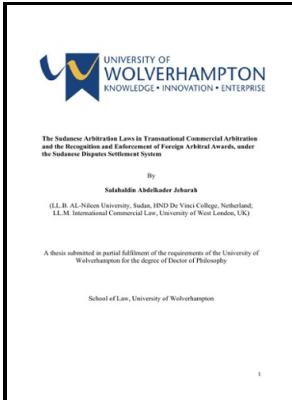 UNIVERSITY OF
WOLVERHAMPTON
KNOWLEDGE • INNOVATION • ENTERPRISE
The Sudanese Arbitration Laws in Transnational Commercial Arbitration
and the Recognition and Enforcement of Foreign Arbitral Awards, under
the Sudanese Disputes Settlement System
By
Salahaldin Abdelkader Jebarah
(LL.B. AL-Nileen University, Sudan, HND De Vinci College, Netherland;
LL.M. International Commercial Law, University of West London, UK)
A thesis submitted in partial fulfilment of the requirements of the University of
Wolverhampton for the degree of Doctor of Philosophy
School of Law, University of Wolverhampton
1